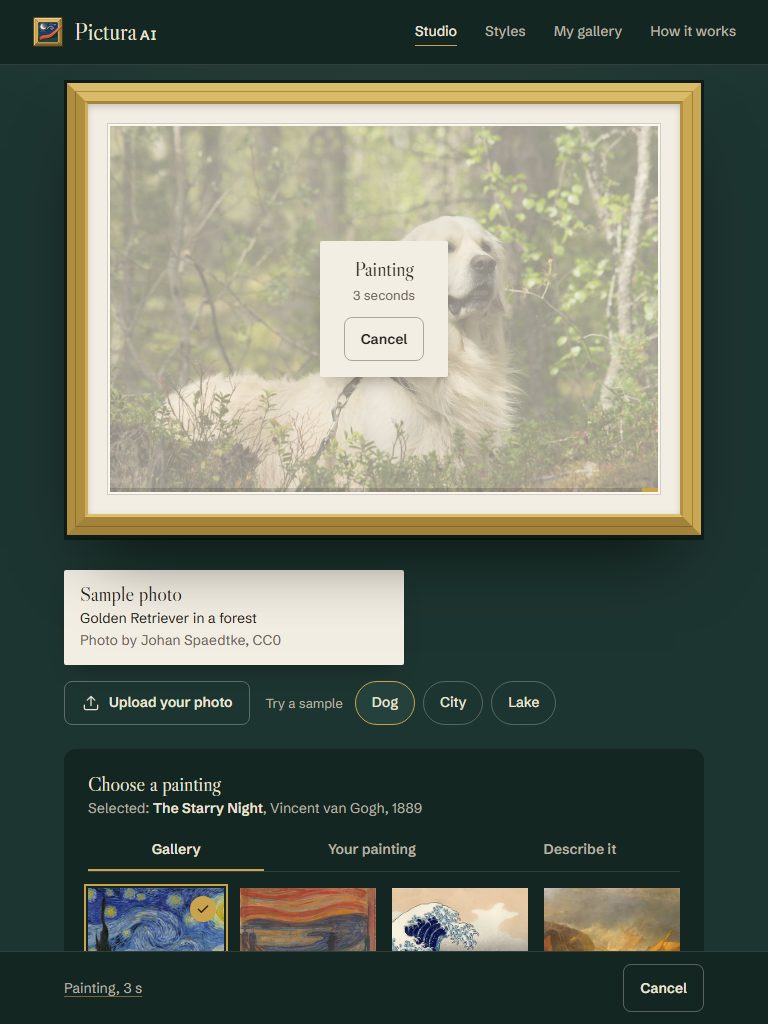 Pictura AI
Studio
Styles
My gallery
How it works
Painting
3 seconds
Cancel
Sample photo
Golden Retriever in a forest
Photo by Johan Spaedtke, CC0
Upload your photo
Try a sample
Dog
City
Lake
Choose a painting
Selected: The Starry Night, Vincent van Gogh, 1889
Gallery
Your painting
Describe it
Painting, 3 s
Cancel